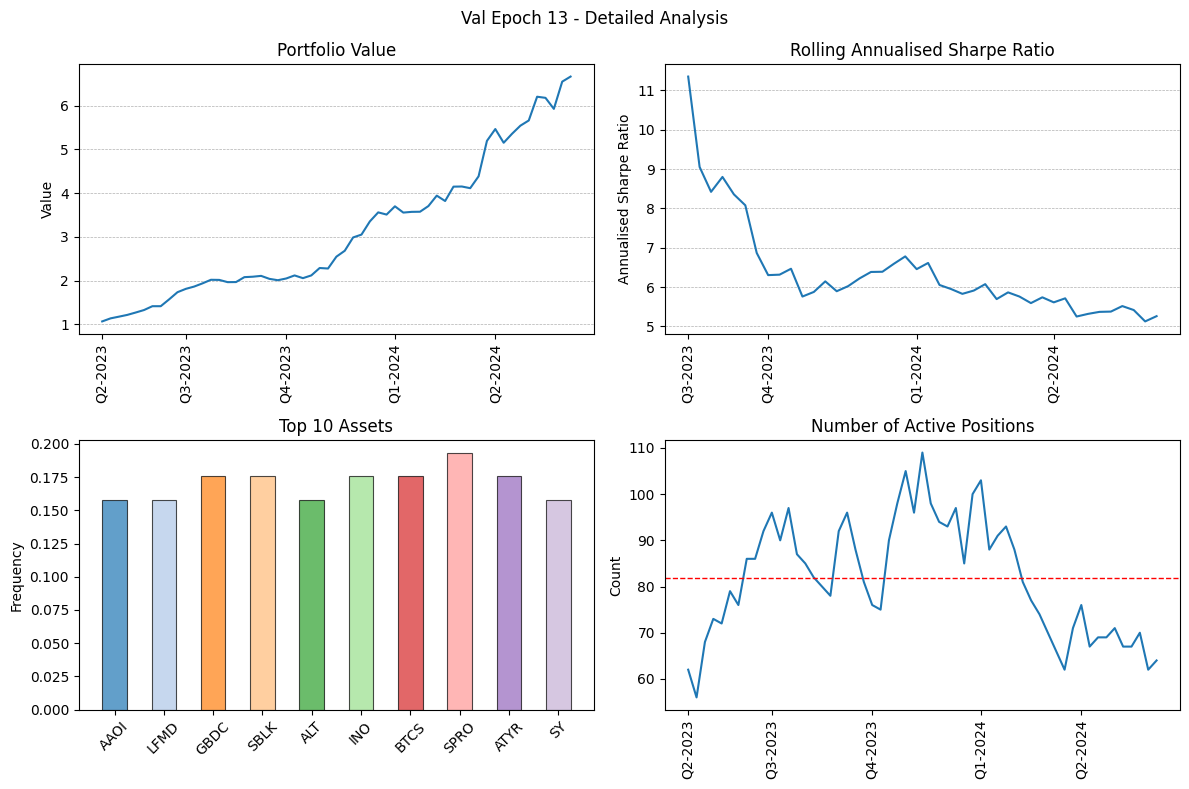 Val Epoch 13 - Detailed Analysis
Portfolio Value
Value
6
5
4
3
2
1
Q2-2023
Q3-2023
Q4-2023
Q1-2024
Q2-2024
Rolling Annualised Sharpe Ratio
Annualised Sharpe Ratio
11
10
9
8
7
6
5
Q3-2023
Q4-2023
Q1-2024
Q2-2024
Top 10 Assets
Frequency
0.200
0.175
0.150
0.125
0.100
0.075
0.050
0.025
0.000
AAOI
LFMD
GBDC
SBLK
ALT
INO
BTCS
SPRO
ATYR
SY
Number of Active Positions
Count
110
100
90
80
70
60
Q2-2023
Q3-2023
Q4-2023
Q1-2024
Q2-2024